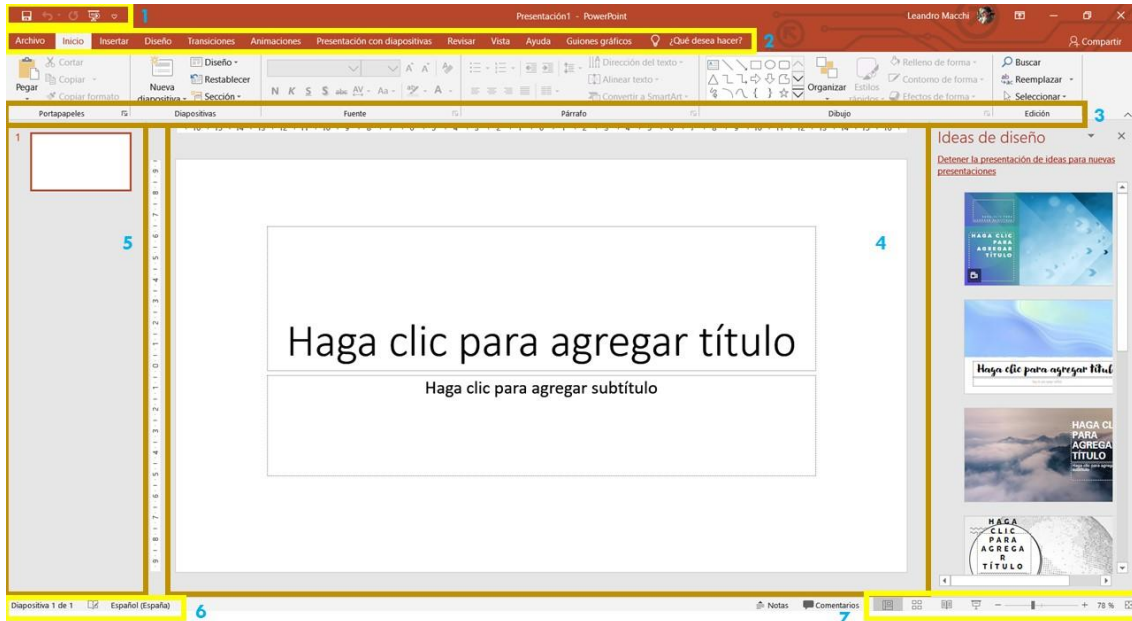 1
Presentación1 - PowerPoint
Leandro Macchi
Archivo Inicio Insertar Diseño Transiciones Animaciones Presentación con diapositivas Revisar Vista Ayuda Guiones gráficos ¿Qué desea hacer?
2
Compartir
Pegar
Cortar
Copiar
Copiar formato
Nueva
diapositiva
Diseño
Restablecer
Sección
N K S S abc AV Aa A
Dirección del texto
Alinear texto
Convertir a SmartArt
Organizar
Estilos
rápidos
Relleno de forma
Contorno de forma
Efectos de forma
Buscar
Reemplazar
Seleccionar
Portapapeles Diapositivas Fuente Párrafo Dibujo Edición
3
1
5
4
Haga clic para agregar título
Haga clic para agregar subtítulo
Ideas de diseño
Detener la presentación de ideas para nuevas
presentaciones
HAGA CLIC
PARA
AGREGAR
TÍTULO
Haga clic para agregar títul
HAGA CL
PARA
AGREGA
TÍTULO
HAGA
CLIC
PARA
AGREGA
R
TÍTULO
Diapositiva 1 de 1 Español (España)
6
Notas Comentarios
7
78 %